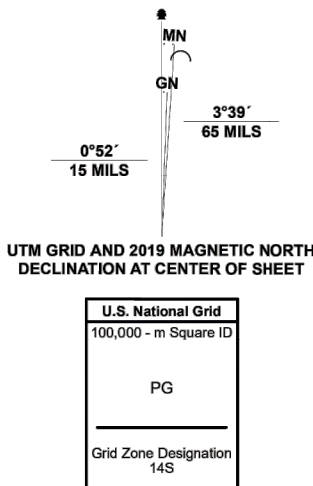 MN
GN
3°39´
65 MILS
0°52´
15 MILS
UTM GRID AND 2019 MAGNETIC NORTH
DECLINATION AT CENTER OF SHEET
U.S. National Grid
100,000 - m Square ID
PG
Grid Zone Designation
14S